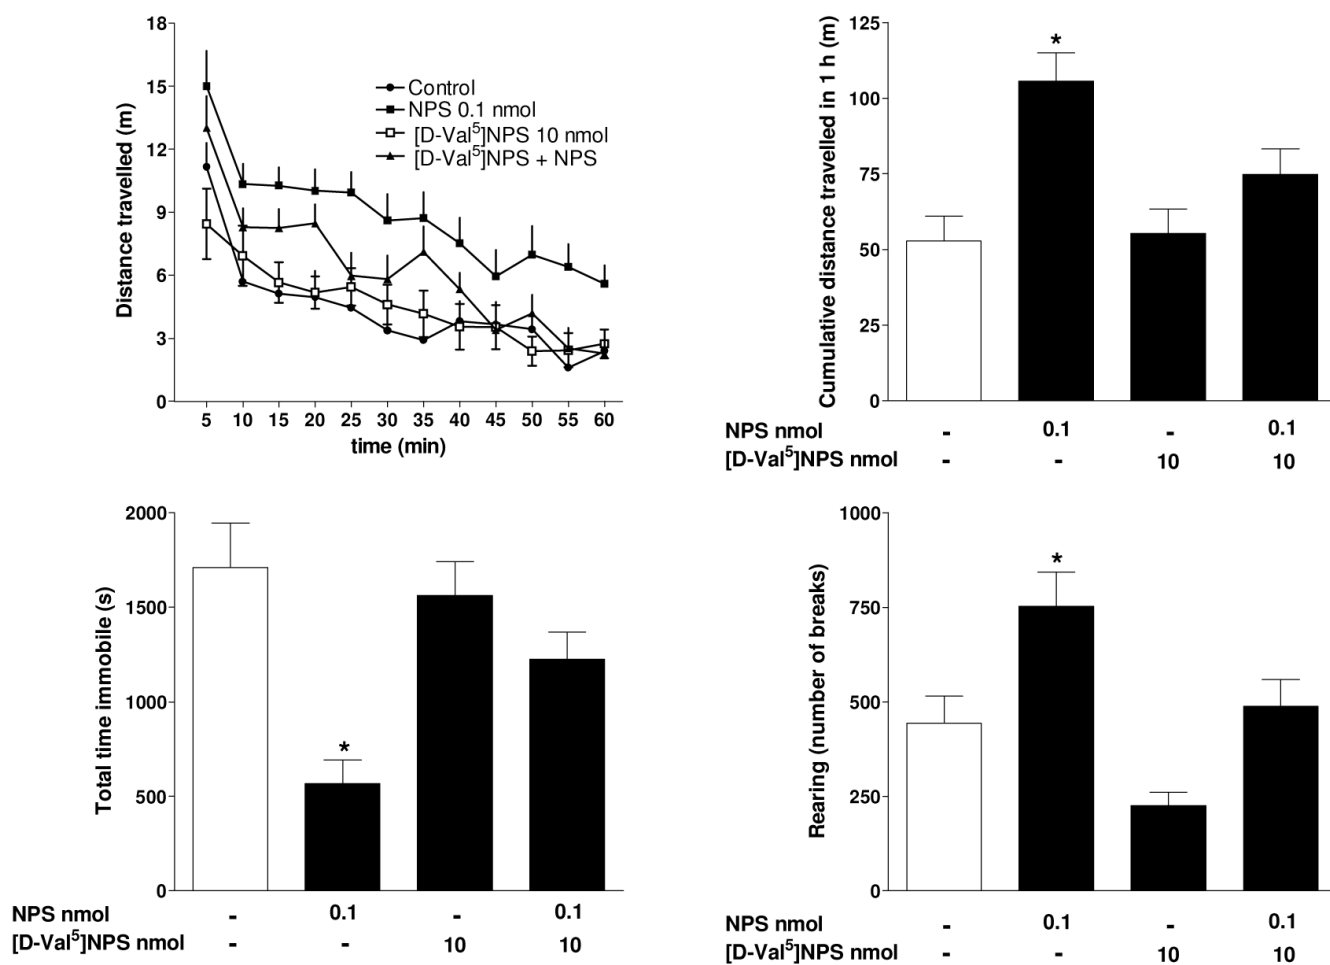 18
15
12
9
6
3
0
Distance travelled (m)
Control
NPS 0.1 nmol
[D-Val⁵]NPS 10 nmol
[D-Val⁵]NPS + NPS
5 10 15 20 25 30 35 40 45 50 55 60
time (min)
125
100
75
50
25
0
Cumulative distance travelled in 1 h (m)
*
NPS nmol - 0.1 - 0.1
[D-Val⁵]NPS nmol - - 10 10
2000
1500
1000
500
0
Total time immobile (s)
*
NPS nmol - 0.1 - 0.1
[D-Val⁵]NPS nmol - - 10 10
1000
750
500
250
0
Rearing (number of breaks)
*
NPS nmol - 0.1 - 0.1
[D-Val⁵]NPS nmol - - 10 10